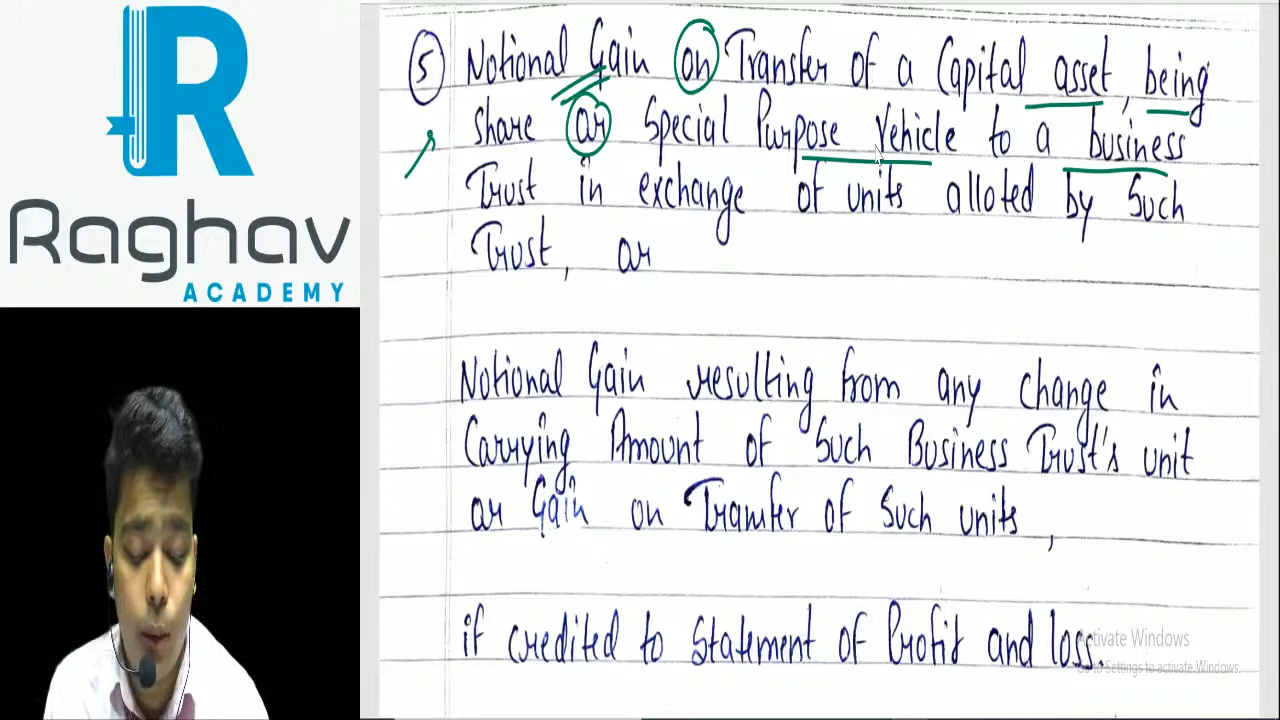 R
Raghav
ACADEMY
5 Notional Gain on Transfer of a Capital asset, being
share or Special Purpose Vehicle to a business
Trust in exchange of units alloted by Such
Trust, or
Notional Gain resulting from any change in
Carrying Amount of Such Business Trust's unit
or Gain on Transfer of Such units,
if credited to Statement of Profit and loss.
Activate Windows
Go to Settings to activate Windows.